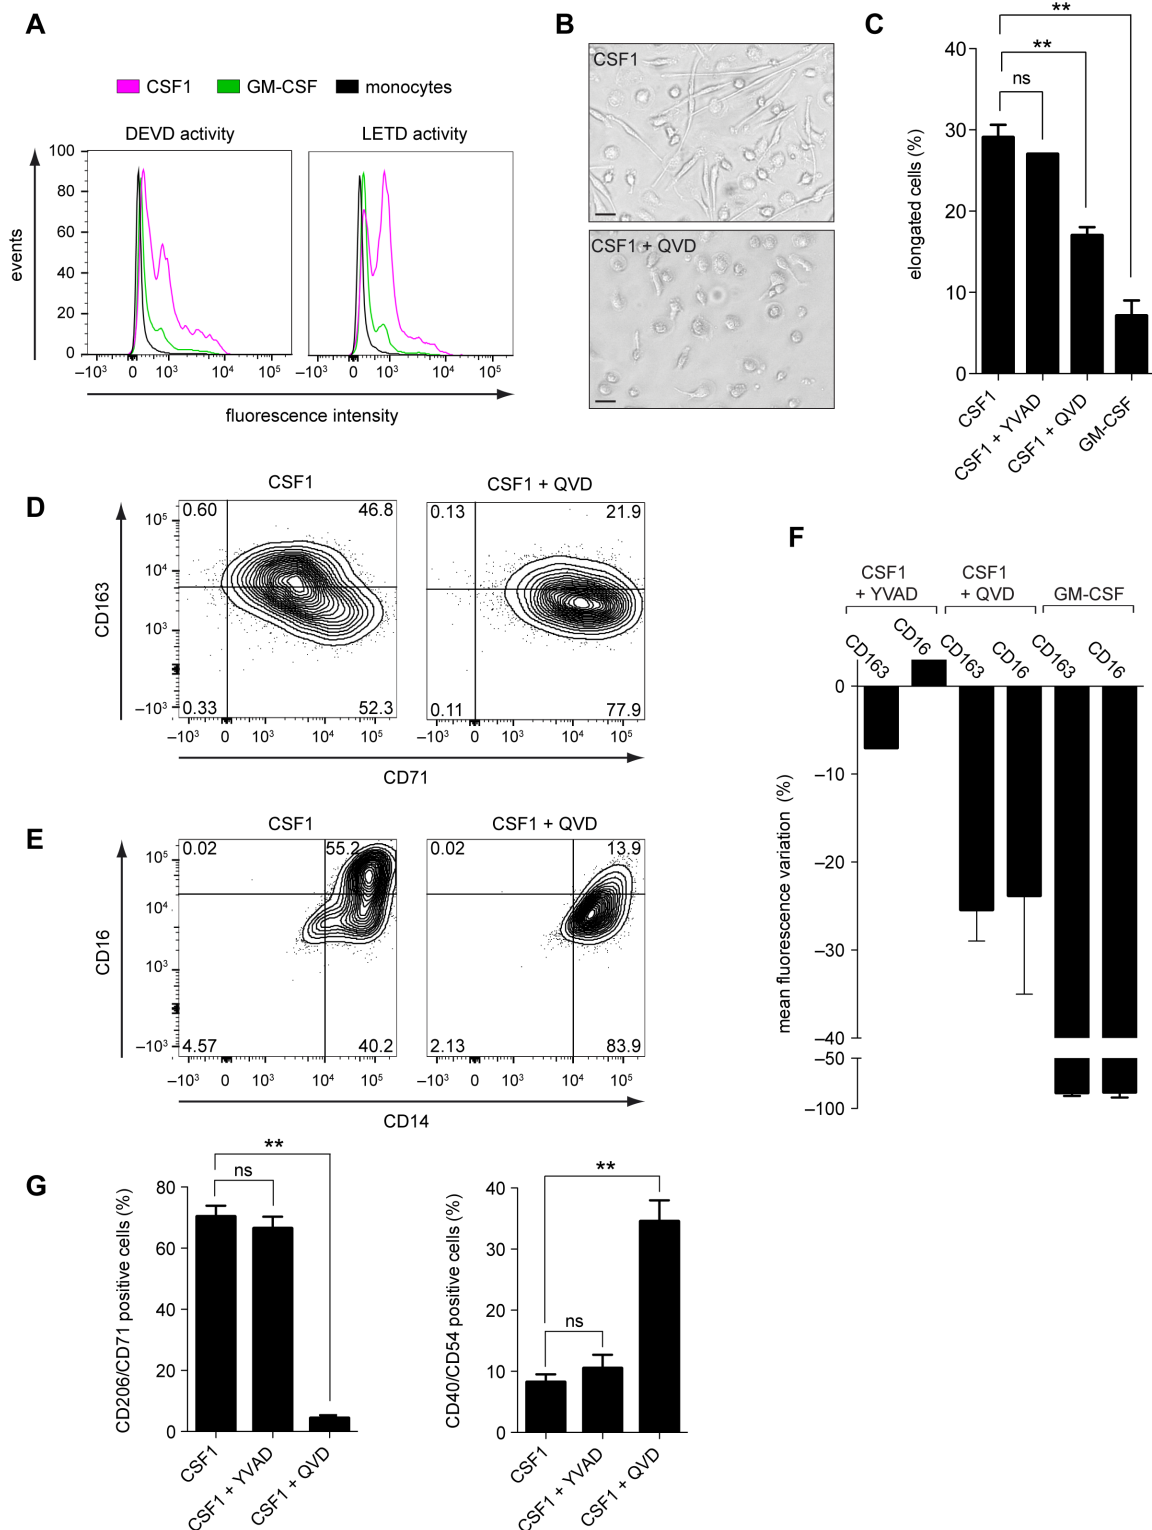 A
CSF1 GM-CSF monocytes
DEVD activity LETD activity
events
100
80
60
40
20
0
–10³ 0 10³ 10⁴ 10⁵ –10³ 0 10³ 10⁴ 10⁵
fluorescence intensity
B
CSF1
CSF1 + QVD
C
**
**
ns
elongated cells (%)
40
30
20
10
0
CSF1
CSF1 + YVAD
CSF1 + QVD
GM-CSF
D
CSF1 CSF1 + QVD
CD163
10⁵
10⁴
10³
–10³
0.60 46.8
0.33 52.3
0.13 21.9
0.11 77.9
–10³ 0 10³ 10⁴ 10⁵ –10³ 0 10³ 10⁴ 10⁵
CD71
E
CSF1 CSF1 + QVD
CD16
10⁵
10⁴
10³
–10³
0.02 55.2
4.57 40.2
0.02 13.9
2.13 83.9
–10³ 0 10³ 10⁴ 10⁵ –10³ 0 10³ 10⁴ 10⁵
CD14
F
CSF1
+ YVAD
CSF1
+ QVD
GM-CSF
CD163 CD16 CD163 CD16 CD163 CD16
mean fluorescence variation (%)
0
–10
–20
–30
–40
–50
–100
G
**
ns
CD206/CD71 positive cells (%)
80
60
40
20
0
CSF1
CSF1 + YVAD
CSF1 + QVD
**
ns
CD40/CD54 positive cells (%)
40
30
20
10
0
CSF1
CSF1 + YVAD
CSF1 + QVD